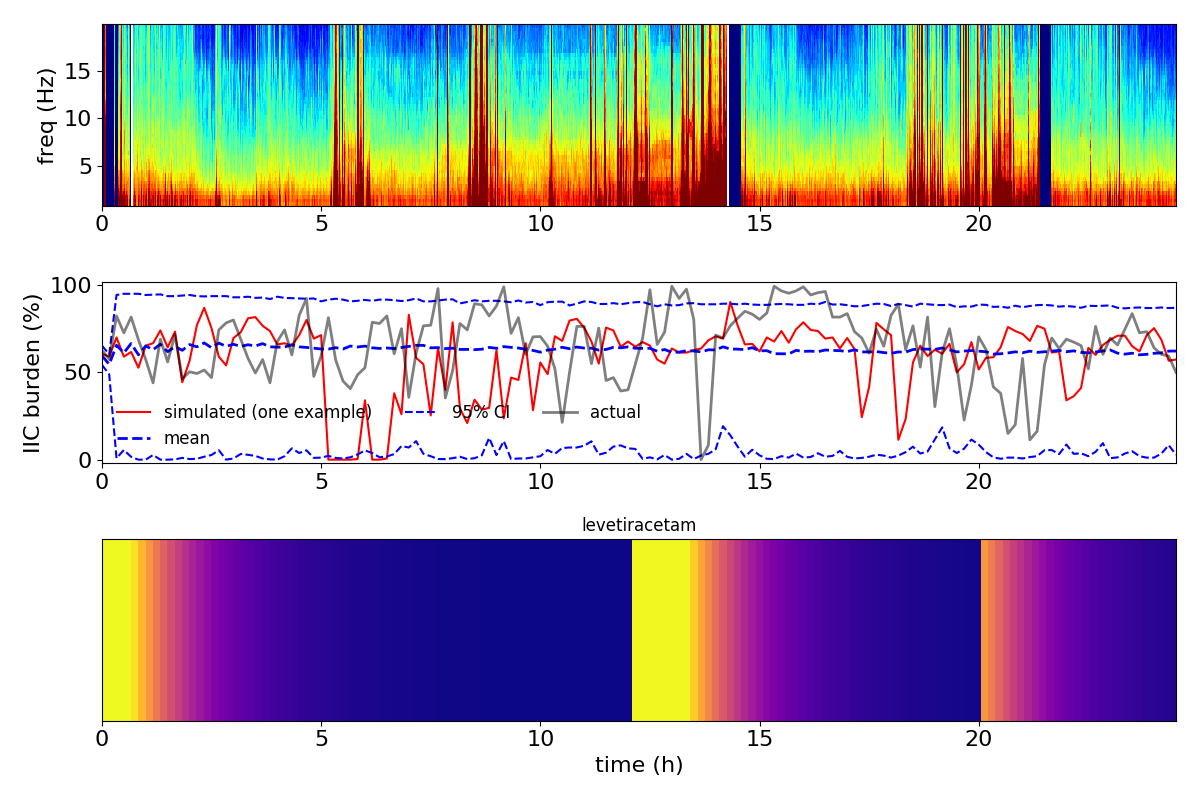 freq (Hz)
15
10
5
0 5 10 15 20
IIC burden (%)
100
50
0
simulated (one example) 95% CI actual
mean
0 5 10 15 20
levetiracetam
0 5 10 15 20
time (h)